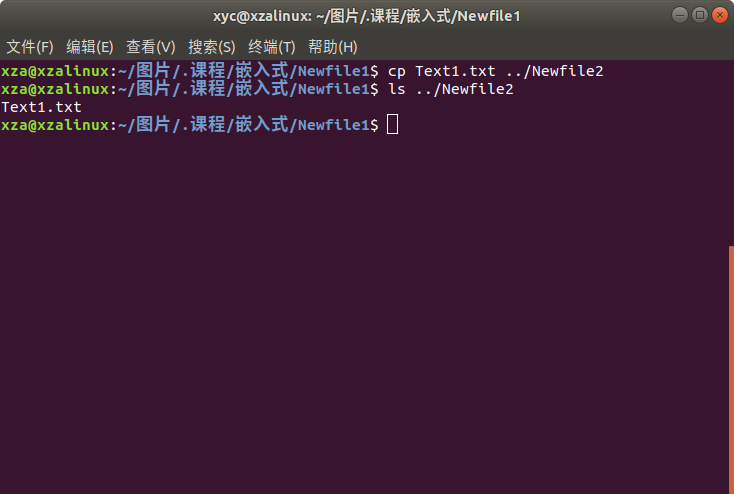 xyc@xzalinux: ~/图片/.课程/嵌入式/Newfile1
文件(F) 编辑(E) 查看(V) 搜索(S) 终端(T) 帮助(H)
xza@xzalinux:~/图片/.课程/嵌入式/Newfile1$ cp Text1.txt ../Newfile2
xza@xzalinux:~/图片/.课程/嵌入式/Newfile1$ ls ../Newfile2
Text1.txt
xza@xzalinux:~/图片/.课程/嵌入式/Newfile1$